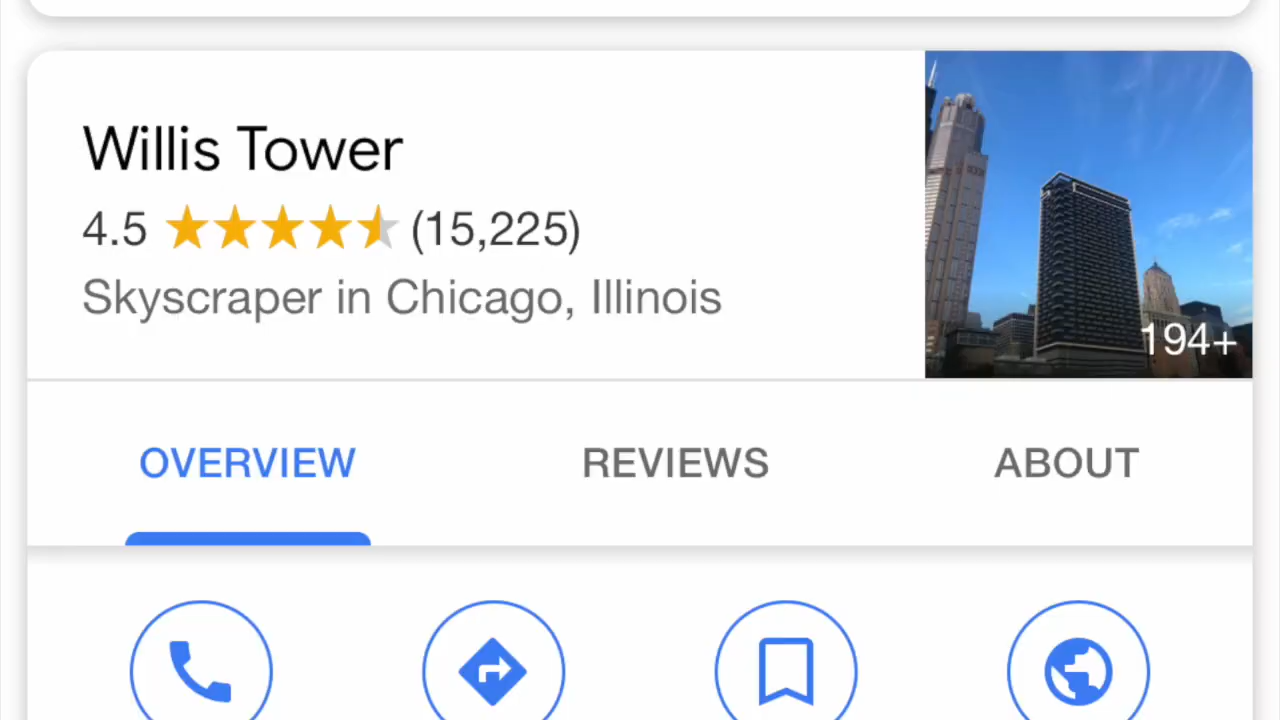 Willis Tower
4.5 (15,225)
Skyscraper in Chicago, Illinois
194+
OVERVIEW REVIEWS ABOUT